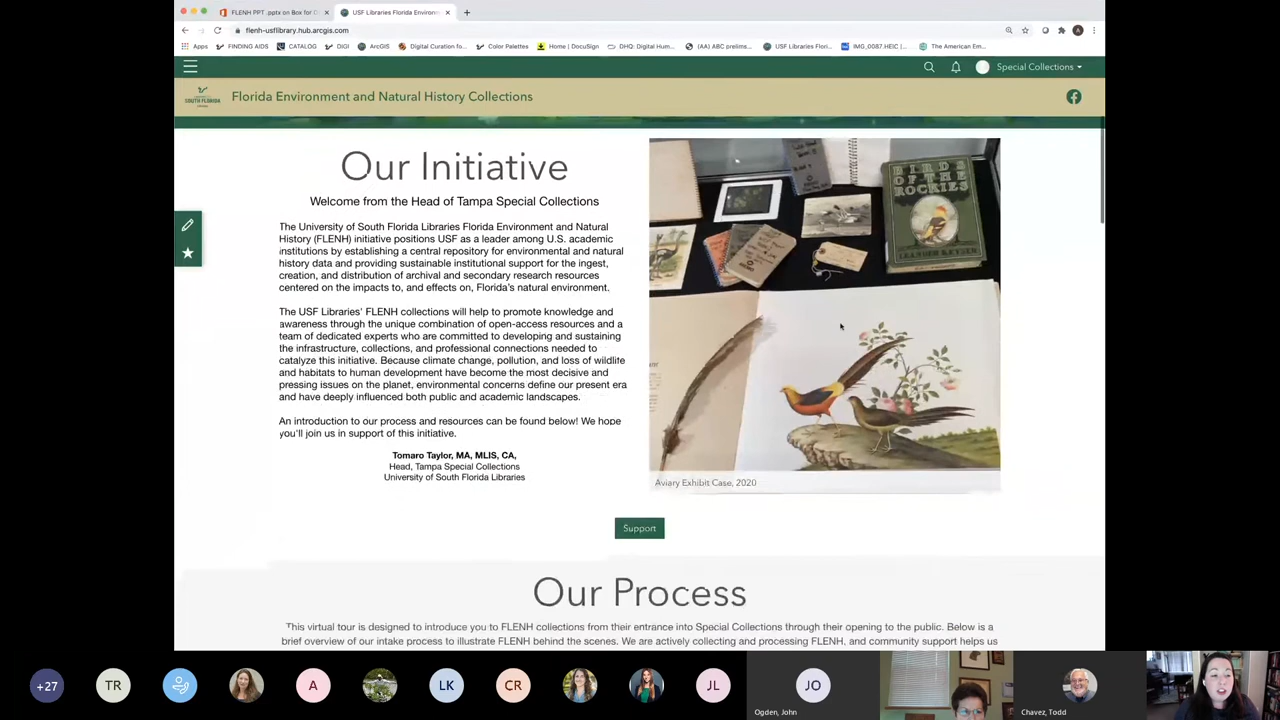 FLENH PPT .pptx on Box for D
USF Libraries Florida Environ
flenh-usflibrary.hub.arcgis.com
Apps
FINDING AIDS
CATALOG
DIGI
ArcGIS
Digital Curation fo...
Color Palettes
Home | DocuSign
DHQ: Digital Hum...
(AA) ABC prelims...
USF Libraries Flori...
IMG_0087.HEIC |...
The American Em...
Special Collections
SOUTH FLORIDA
Florida Environment and Natural History Collections
Our Initiative
Welcome from the Head of Tampa Special Collections
The University of South Florida Libraries Florida Environment and Natural
History (FLENH) initiative positions USF as a leader among U.S. academic
institutions by establishing a central repository for environmental and natural
history data and providing sustainable institutional support for the ingest,
creation, and distribution of archival and secondary research resources
centered on the impacts to, and effects on, Florida's natural environment.
The USF Libraries' FLENH collections will help to promote knowledge and
awareness through the unique combination of open-access resources and a
team of dedicated experts who are committed to developing and sustaining
the infrastructure, collections, and professional connections needed to
catalyze this initiative. Because climate change, pollution, and loss of wildlife
and habitats to human development have become the most decisive and
pressing issues on the planet, environmental concerns define our present era
and have deeply influenced both public and academic landscapes.
An introduction to our process and resources can be found below! We hope
you'll join us in support of this initiative.
Tomaro Taylor, MA, MLIS, CA,
Head, Tampa Special Collections
University of South Florida Libraries
BIRDS
OF THE
ROCKIES
LEANDER KEYSER
Aviary Exhibit Case, 2020
Support
Our Process
This virtual tour is designed to introduce you to FLENH collections from their entrance into Special Collections through their opening to the public. Below is a
brief overview of our intake process to illustrate FLENH behind the scenes. We are actively collecting and processing FLENH, and community support helps us
+27
TR
A
LK
CR
JL
JO
Ogden, John
Chavez, Todd